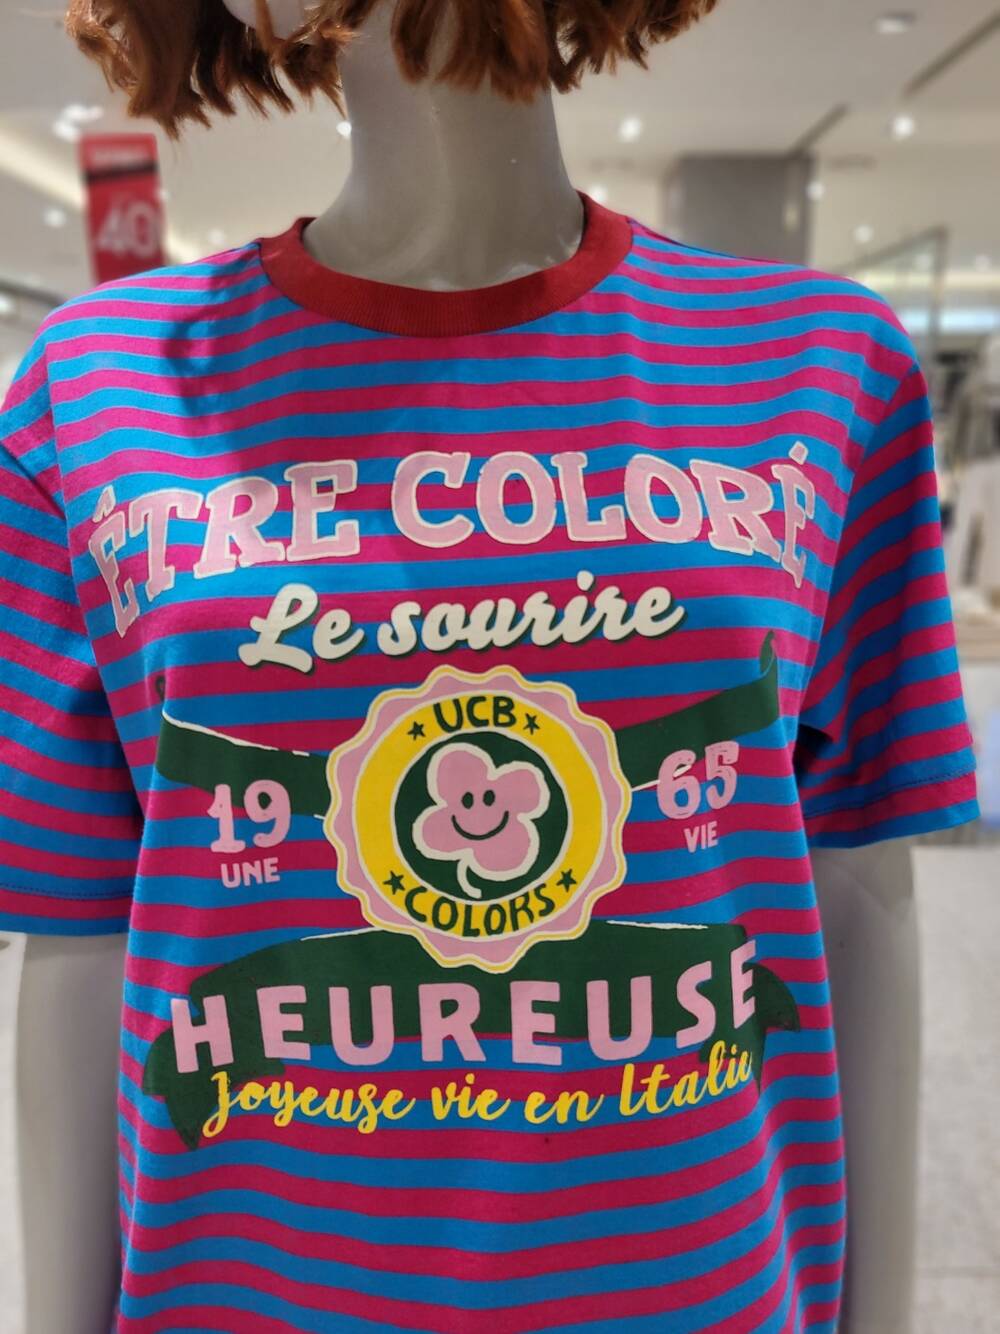 40
ÊTRE COLORÉ
Le sourire
UCB
19 65
UNE VIE
COLORS
HEUREUSE
Joyeuse vie en Italie